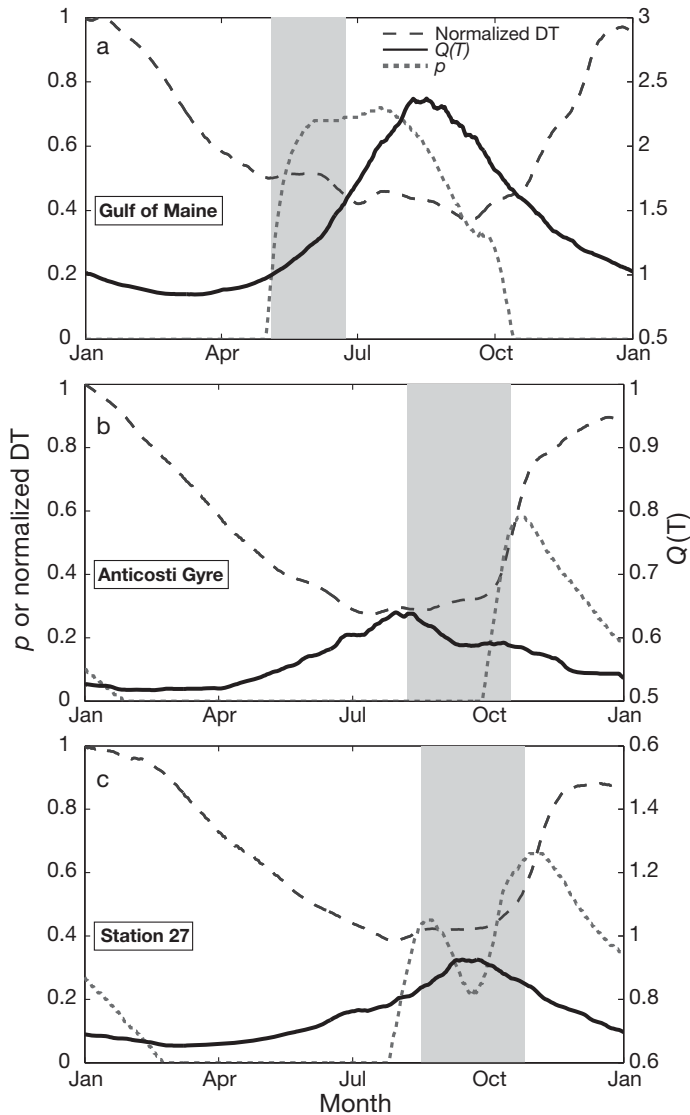 1 3
a
Normalized DT
Q(T)
p
0.8 2.5
0.6 2
0.4 1.5
Gulf of Maine
0.2 1
0 0.5
Jan Apr Jul Oct Jan
1 1
b
0.8 0.9
0.6 0.8
0.4 0.7
Anticosti Gyre
0.2 0.6
0 0.5
Jan Apr Jul Oct Jan
p or normalized DT
Q(T)
1 0.6
c
0.8 1.4
0.6 1.2
0.4 1
Station 27
0.2 0.8
0 0.6
Jan Apr Jul Oct Jan
Month